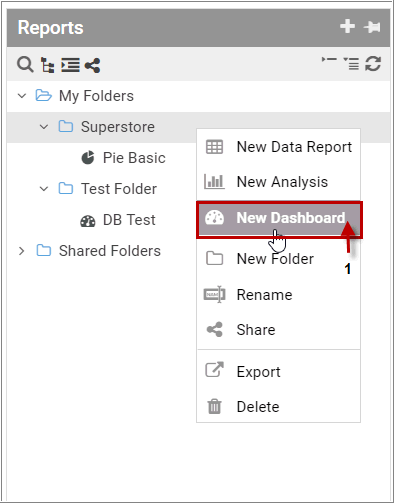 Reports
My Folders
Superstore
Pie Basic
Test Folder
DB Test
Shared Folders
New Data Report
New Analysis
New Dashboard
New Folder
1
Rename
Share
Export
Delete